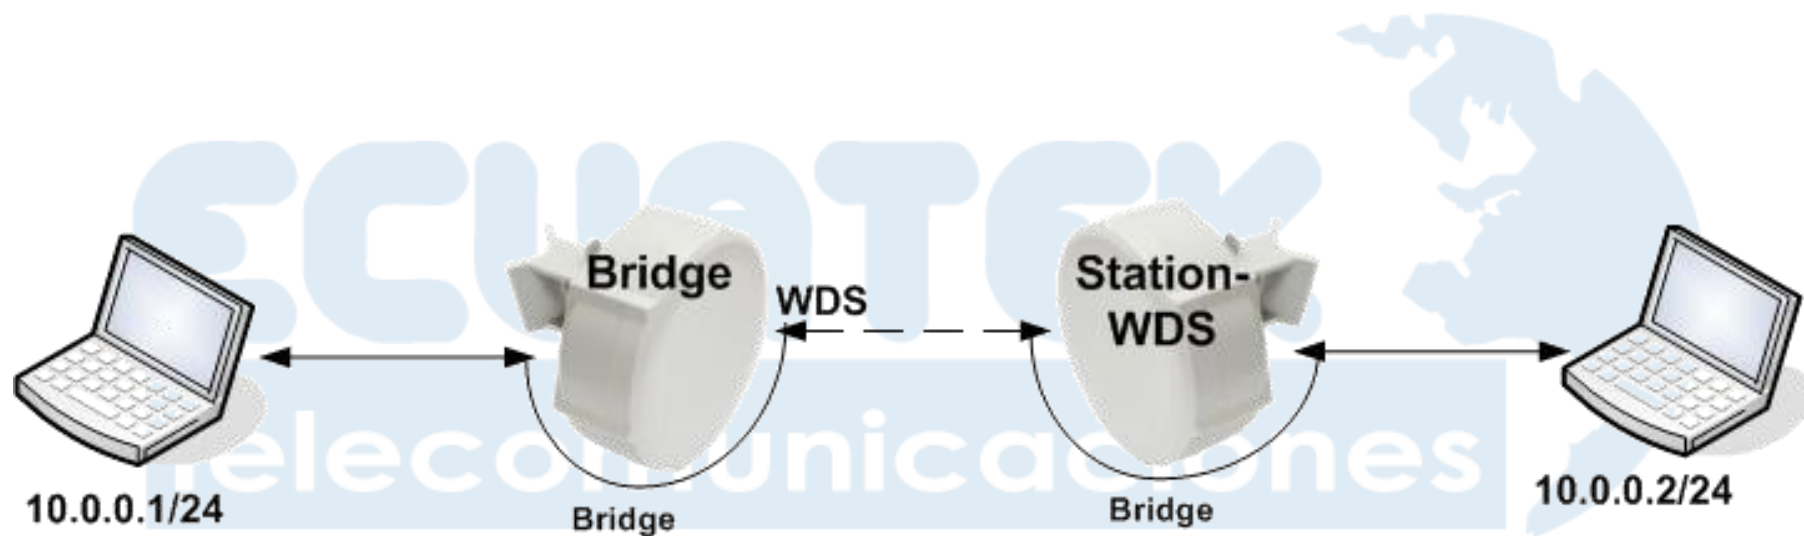 ECUATEK
Telecomunicaciones
Bridge
WDS
Station-
WDS
10.0.0.1/24
Bridge
Bridge
10.0.0.2/24